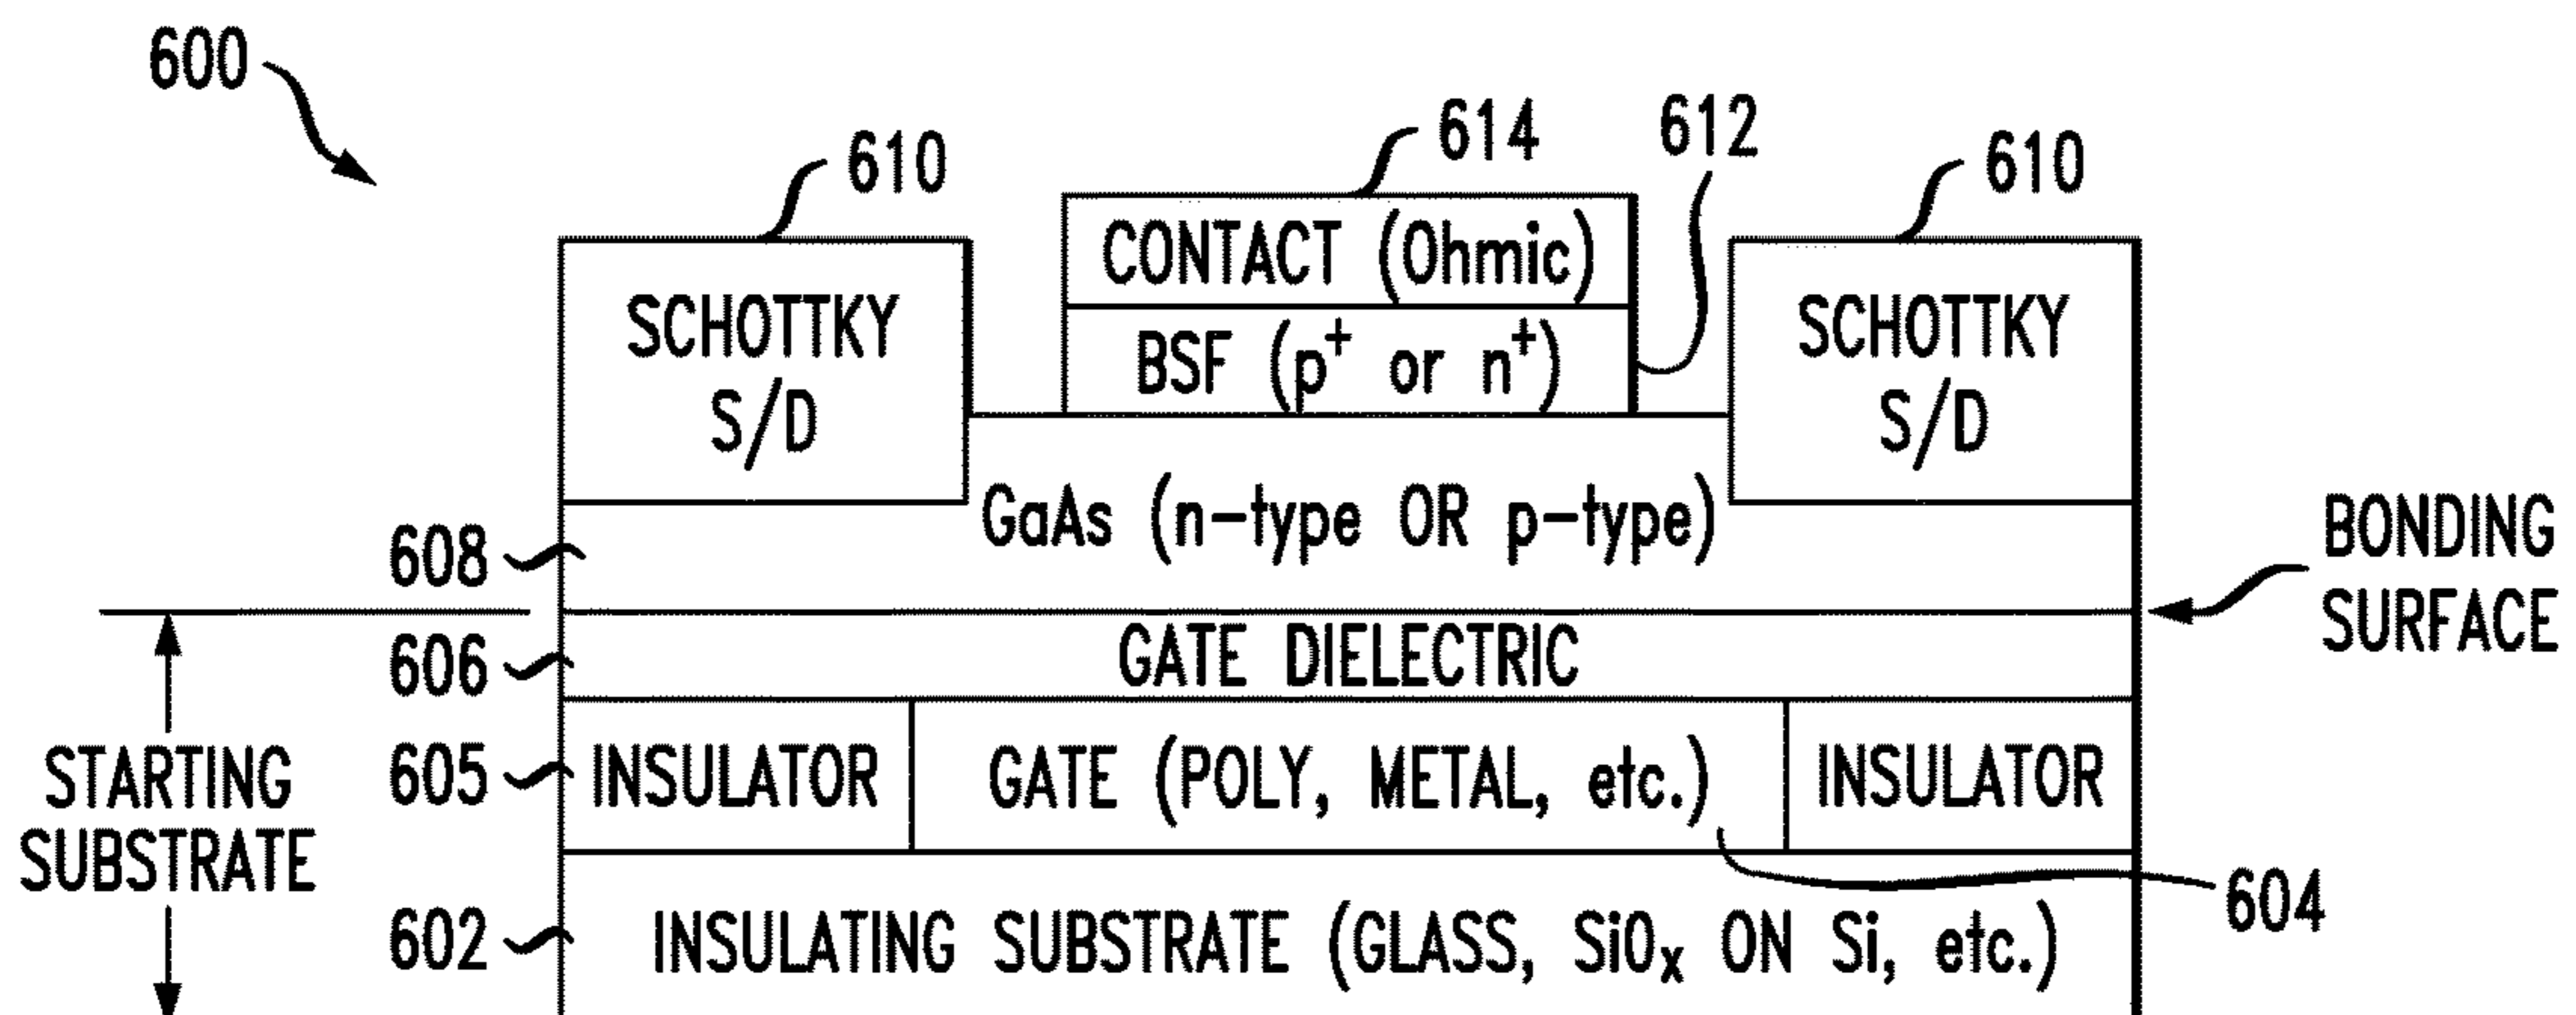 600
610
614
612
610
CONTACT (Ohmic)
SCHOTTKY
S/D
BSF (p+ or n+)
SCHOTTKY
S/D
GaAs (n-type OR p-type)
BONDING
SURFACE
608
606
GATE DIELECTRIC
STARTING
SUBSTRATE
605
INSULATOR
GATE (POLY, METAL, etc.)
INSULATOR
604
602
INSULATING SUBSTRATE (GLASS, SiOx ON Si, etc.)